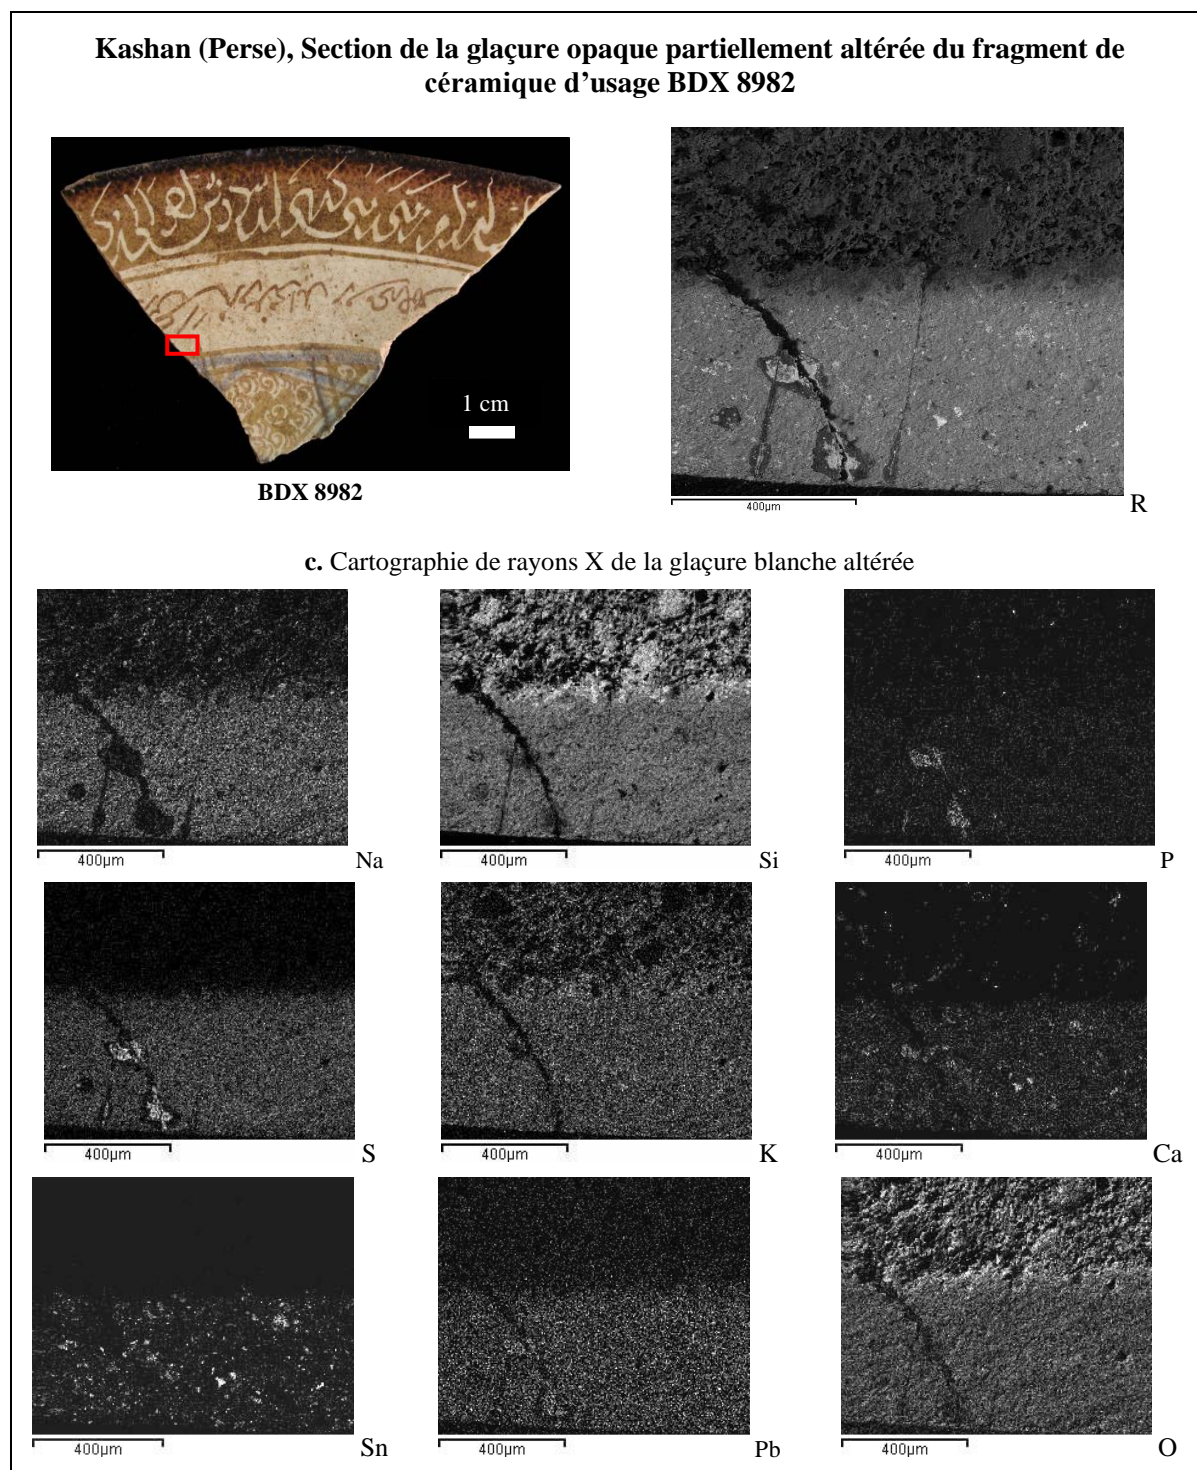 Kashan (Perse), Section de la glaçure opaque partiellement altérée du fragment de
céramique d’usage BDX 8982
1 cm
BDX 8982
400µm
R
c. Cartographie de rayons X de la glaçure blanche altérée
400µm
Na
400µm
Si
400µm
P
400µm
S
400µm
K
400µm
Ca
400µm
Sn
400µm
Pb
400µm
O